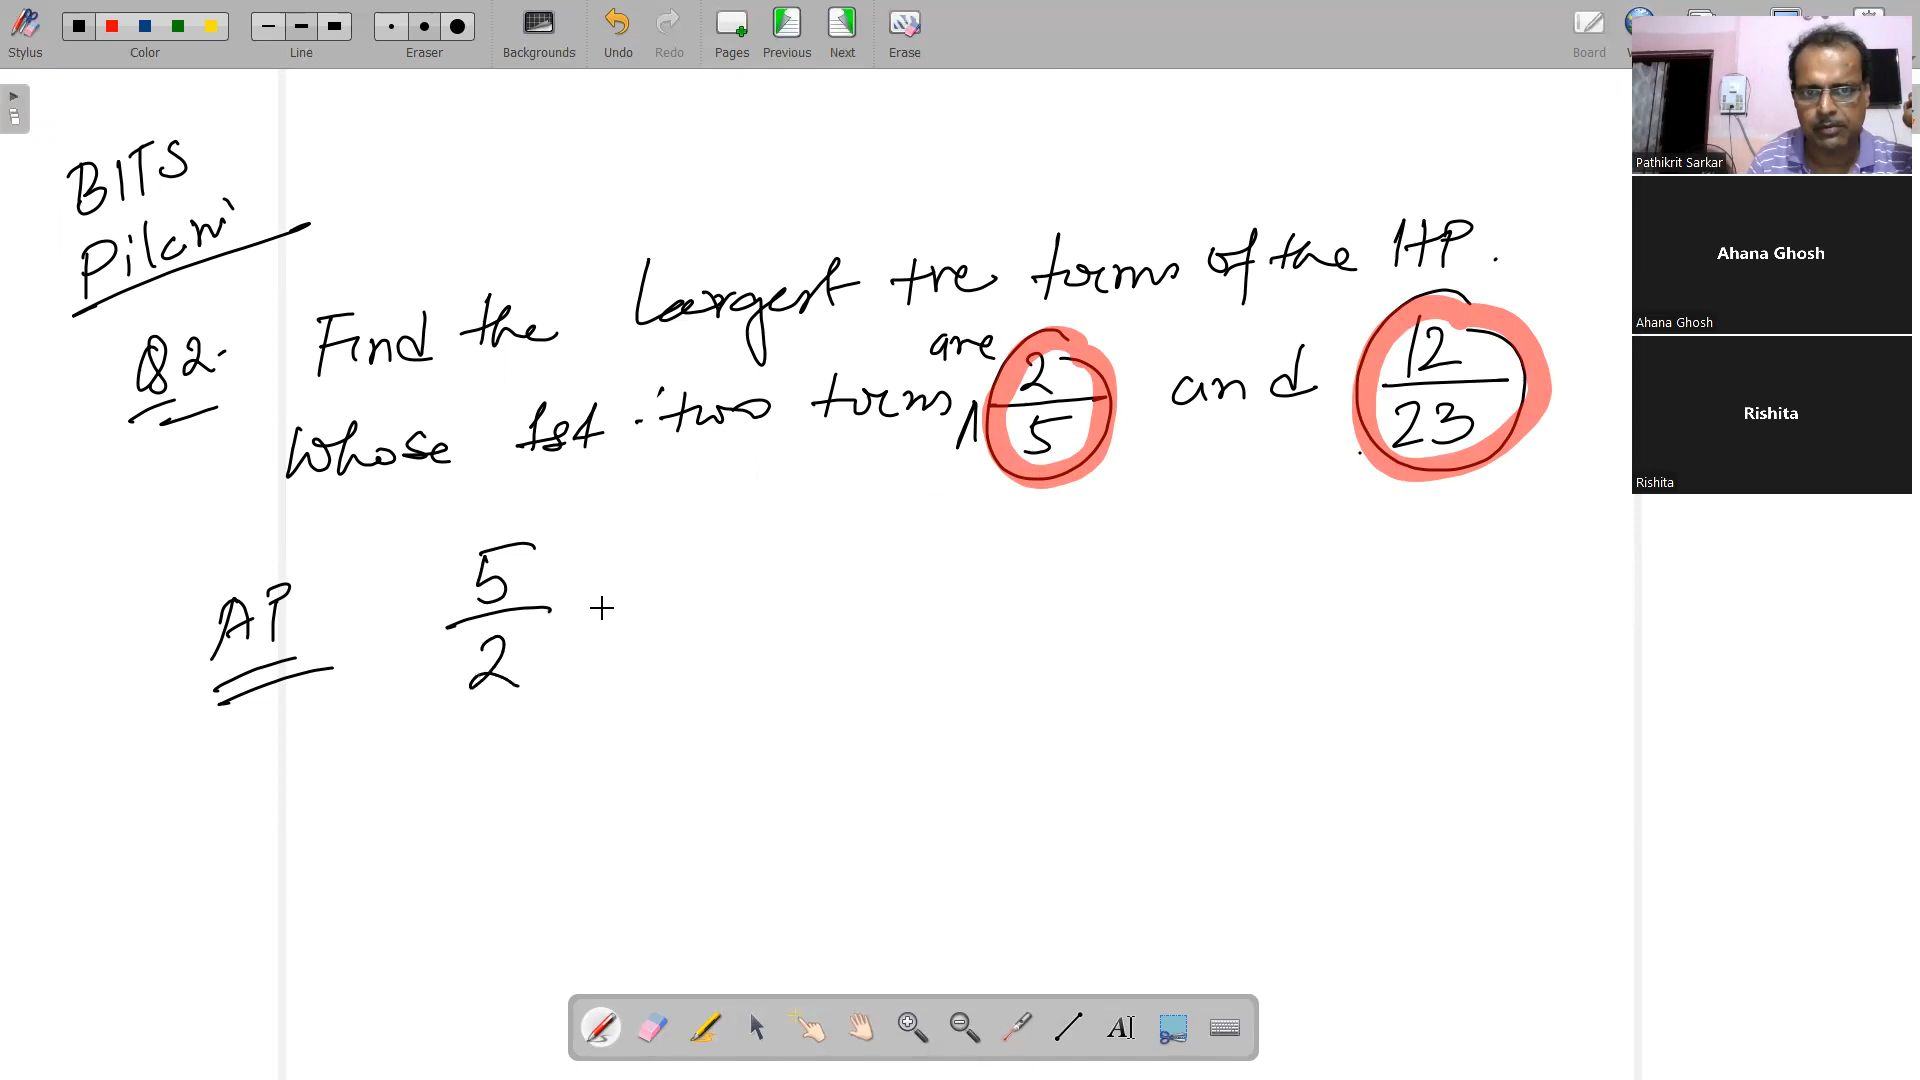 Stylus Color Line Eraser Backgrounds Undo Redo Pages Previous Next Erase Board
BITS
Pilani
Q2. Find the largest +ve terms of the HP.
whose 1st two terms are 2/5 and 12/23
AP 5/2
Pathikrit Sarkar
Ahana Ghosh
Ahana Ghosh
Rishita
Rishita